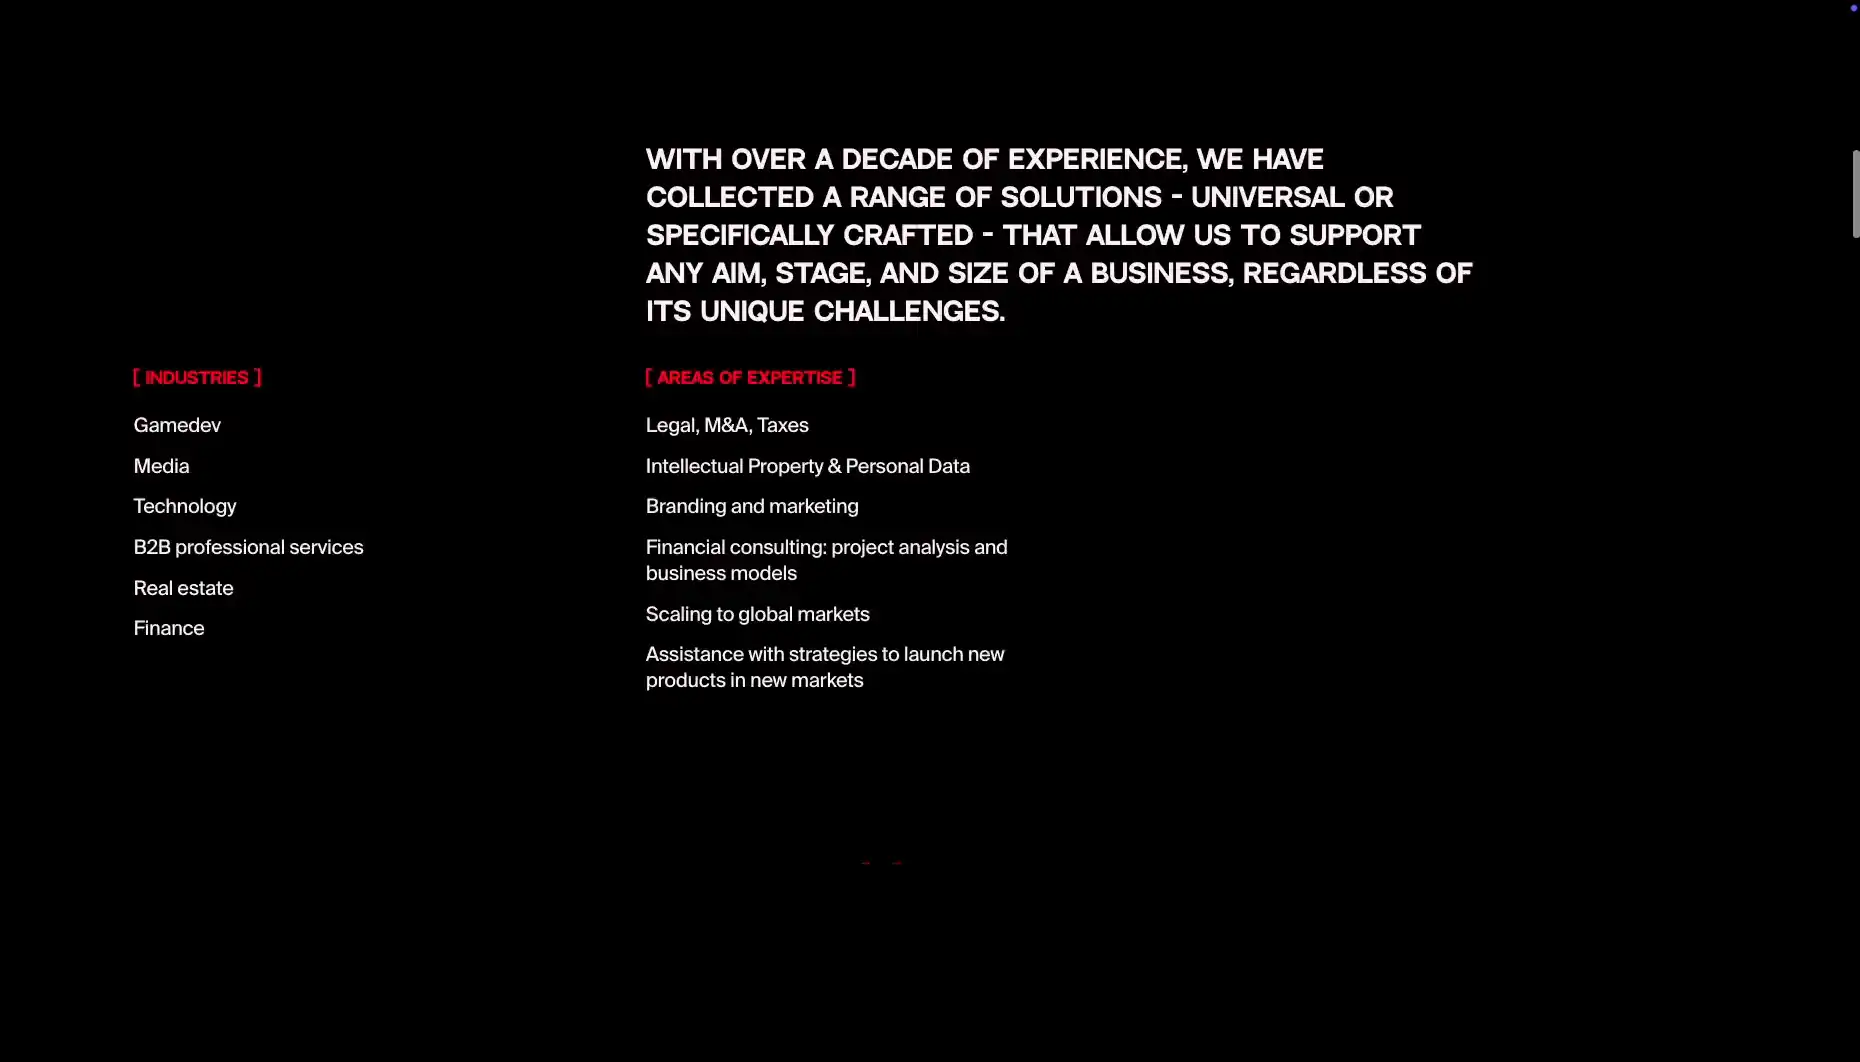 WITH OVER A DECADE OF EXPERIENCE, WE HAVE
COLLECTED A RANGE OF SOLUTIONS - UNIVERSAL OR
SPECIFICALLY CRAFTED - THAT ALLOW US TO SUPPORT
ANY AIM, STAGE, AND SIZE OF A BUSINESS, REGARDLESS OF
ITS UNIQUE CHALLENGES.
[ INDUSTRIES ]
Gamedev
Media
Technology
B2B professional services
Real estate
Finance
[ AREAS OF EXPERTISE ]
Legal, M&A, Taxes
Intellectual Property & Personal Data
Branding and marketing
Financial consulting: project analysis and
business models
Scaling to global markets
Assistance with strategies to launch new
products in new markets